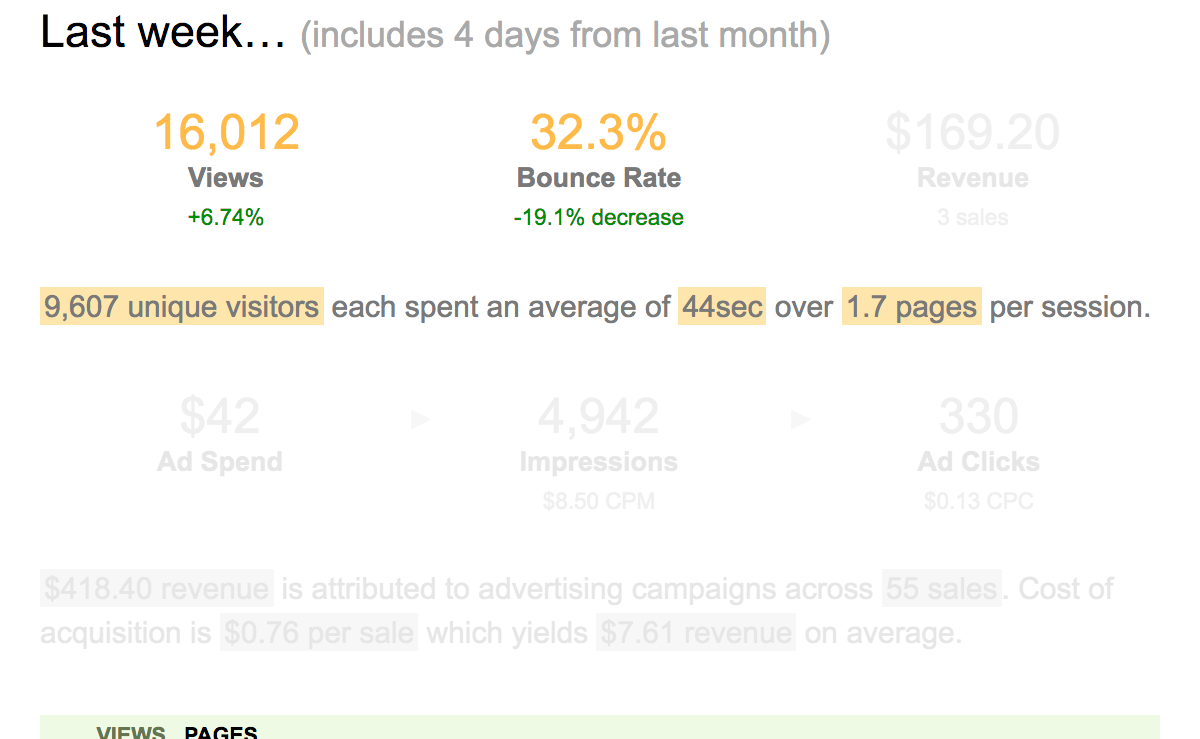 Last week… (includes 4 days from last month)
16,012 32.3% $169.20
Views Bounce Rate Revenue
+6.74% -19.1% decrease 3 sales
9,607 unique visitors each spent an average of 44sec over 1.7 pages per session.
$42 ▶ 4,942 ▶ 330
Ad Spend Impressions Ad Clicks
$8.50 CPM $0.13 CPC
$418.40 revenue is attributed to advertising campaigns across 55 sales. Cost of
acquisition is $0.76 per sale which yields $7.61 revenue on average.
VIEWS PAGES